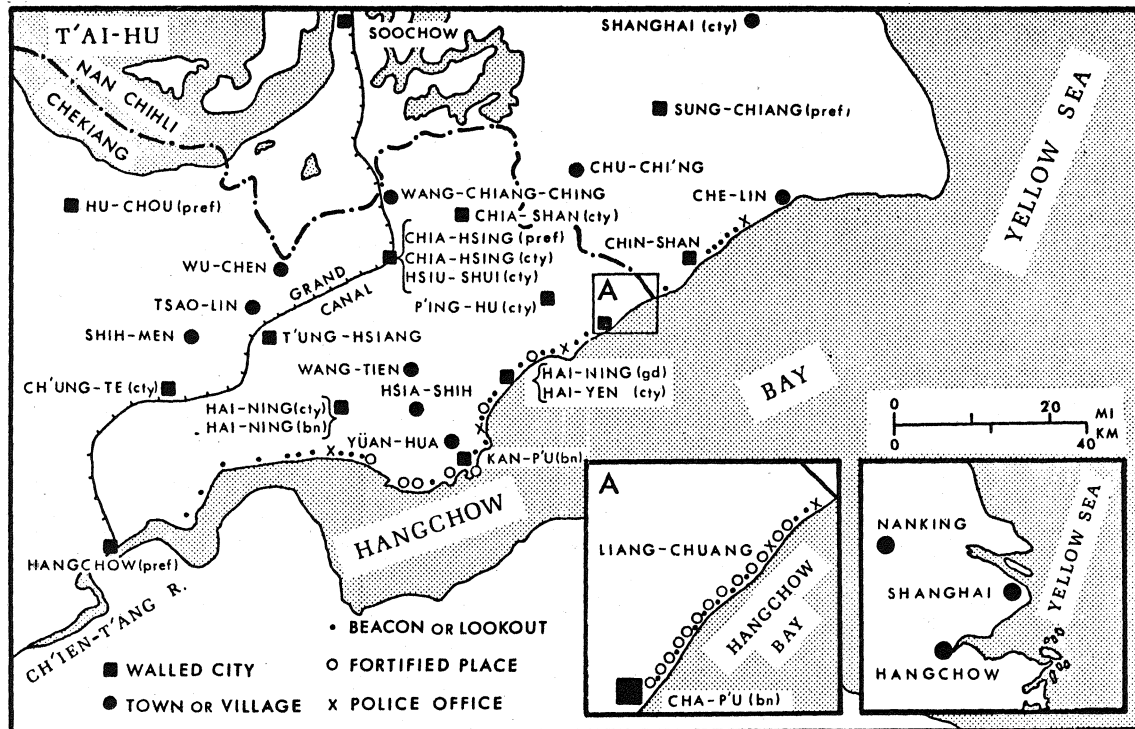 T'AI-HU
SOOCHOW
SHANGHAI (cty)
NAN CHIHLI
CHEKIANG
SUNG-CHIANG (pref)
YELLOW SEA
CHU-CHI'NG
HU-CHOU (pref)
WANG-CHIANG-CHING
CHE-LIN
CHIA-SHAN (cty)
CHIA-HSING (pref)
CHIA-HSING (cty)
HSIU-SHUI (cty)
CHIN-SHAN
WU-CHEN
GRAND
CANAL
A
P'ING-HU (cty)
TSAO-LIN
SHIH-MEN
T'UNG-HSIANG
WANG-TIEN
HAI-NING (gd)
HAI-YEN (cty)
BAY
CH'UNG-TE (cty)
HSIA-SHIH
HAI-NING (cty)
HAI-NING (bn)
0 20 MI
0 40 KM
YÜAN-HUA
KAN-P'U (bn)
HANGCHOW
HANGCHOW (pref)
CH'IEN-T'ANG R.
A
LIANG-CHUANG
HANGCHOW
BAY
CHA-P'U (bn)
NANKING
SHANGHAI
HANGCHOW
YELLOW SEA
• BEACON OR LOOKOUT
■ WALLED CITY
○ FORTIFIED PLACE
● TOWN OR VILLAGE
x POLICE OFFICE